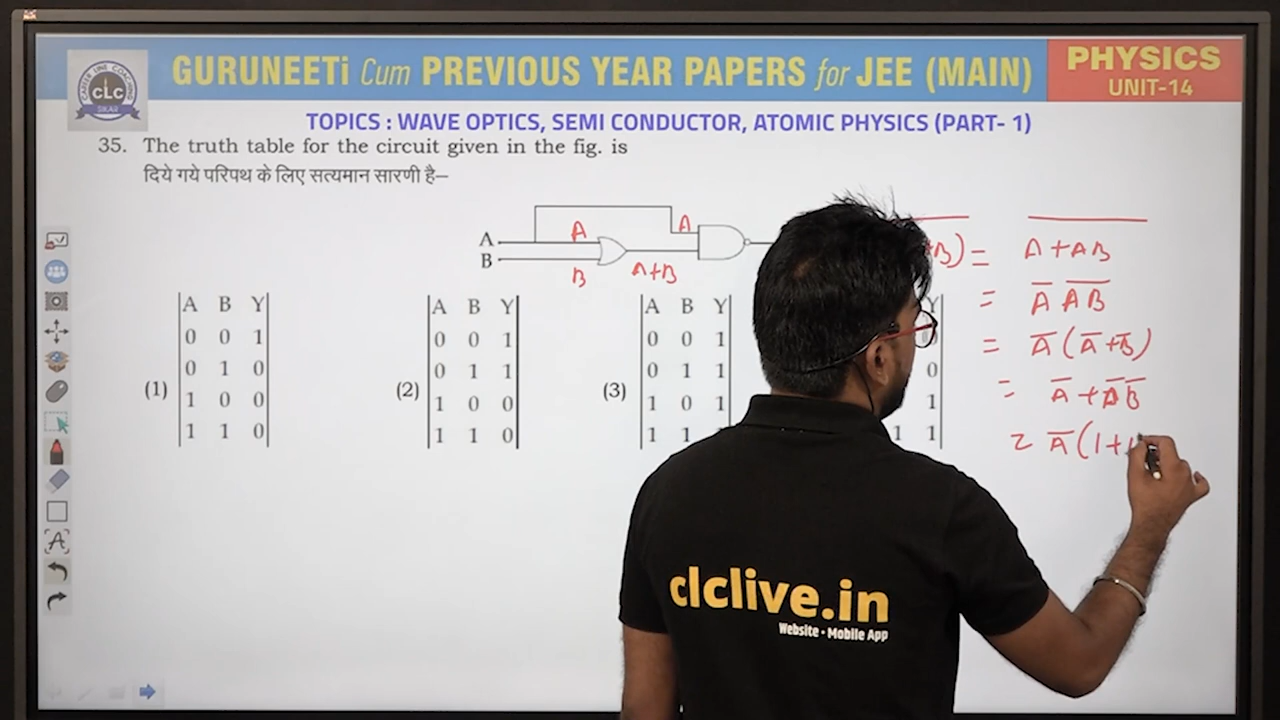 GURUNEETi Cum PREVIOUS YEAR PAPERS for JEE (MAIN)
PHYSICS
UNIT-14
CLC
SIKAR
TOPICS : WAVE OPTICS, SEMI CONDUCTOR, ATOMIC PHYSICS (PART- 1)
35. The truth table for the circuit given in the fig. is
दिये गये परिपथ के लिए सत्यमान सारणी है–
A
B
A
B
A+B
A
(1)
A B Y
0 0 1
0 1 0
1 0 0
1 1 0
(2)
A B Y
0 0 1
0 1 1
1 0 0
1 1 0
(3)
A B Y
0 0 1
0 1 1
1 0 1
1 1
Y
0
1
1 1
B) = A̅ ̅+̅ ̅A̅B̅
= A̅ A̅B̅
= A̅(A̅+B̅)
= A̅+A̅B̅
= A̅(1+
A
clclive.in
Website • Mobile App